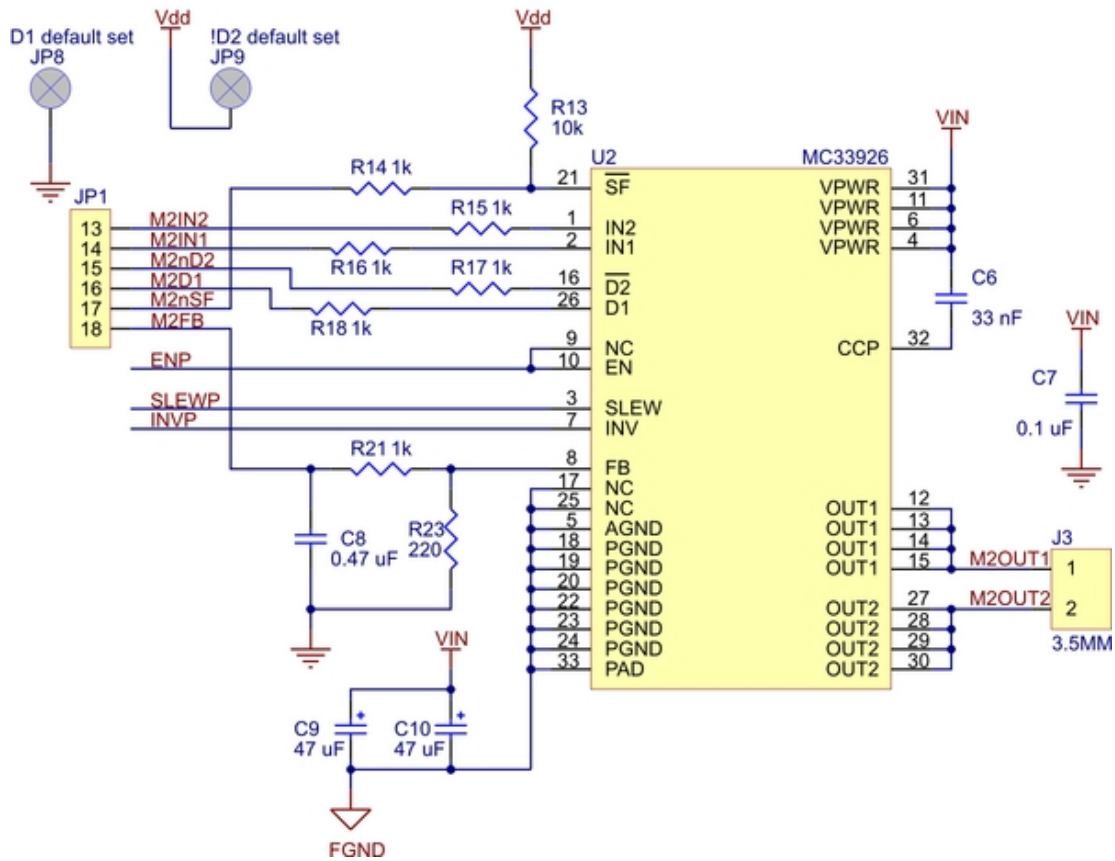 Vdd
D1 default set
JP8
!D2 default set
JP9
Vdd
R13
10k
VIN
U2
MC33926
R14 1k
21
SF
VPWR
31
VPWR
11
VPWR
6
VPWR
4
JP1
13
M2IN2
R15 1k
1
IN2
14
M2IN1
R16 1k
2
IN1
15
M2nD2
R17 1k
16
D2
16
M2D1
R18 1k
26
D1
17
M2nSF
18
M2FB
C6
33 nF
9
NC
CCP
32
ENP
10
EN
VIN
C7
0.1 uF
SLEWP
3
SLEW
INVP
7
INV
R21 1k
8
FB
17
NC
25
NC
5
AGND
18
PGND
19
PGND
20
PGND
22
PGND
23
PGND
24
PGND
33
PAD
C8
0.47 uF
R23
220
OUT1
12
OUT1
13
OUT1
14
OUT1
15
M2OUT1
J3
1
OUT2
27
M2OUT2
2
OUT2
28
OUT2
29
OUT2
30
3.5MM
VIN
C9
47 uF
+
C10
47 uF
+
FGND